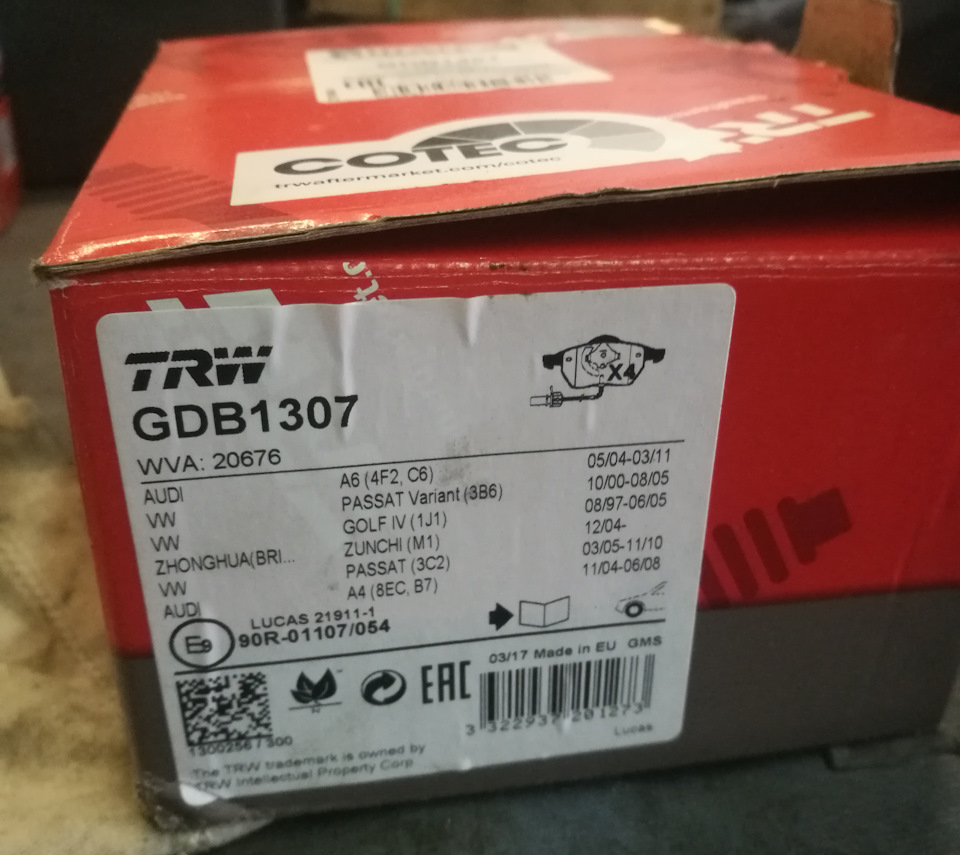 COTEC
trwaftermarket.com/cotec
TRW
TRW
GDB1307
X4
WVA: 20676
AUDI A6 (4F2, C6) 05/04-03/11
VW PASSAT Variant (3B6) 10/00-08/05
VW GOLF IV (1J1) 08/97-06/05
ZHONGHUA(BRI... ZUNCHI (M1) 12/04-
VW PASSAT (3C2) 03/05-11/10
AUDI A4 (8EC, B7) 11/04-06/08
LUCAS 21911-1
E9 90R-01107/054
03/17 Made in EU GMS
EAC
3 322937 201273
1300256 / 300
Lucas
The TRW trademark is owned by
TRW Intellectual Property Corp